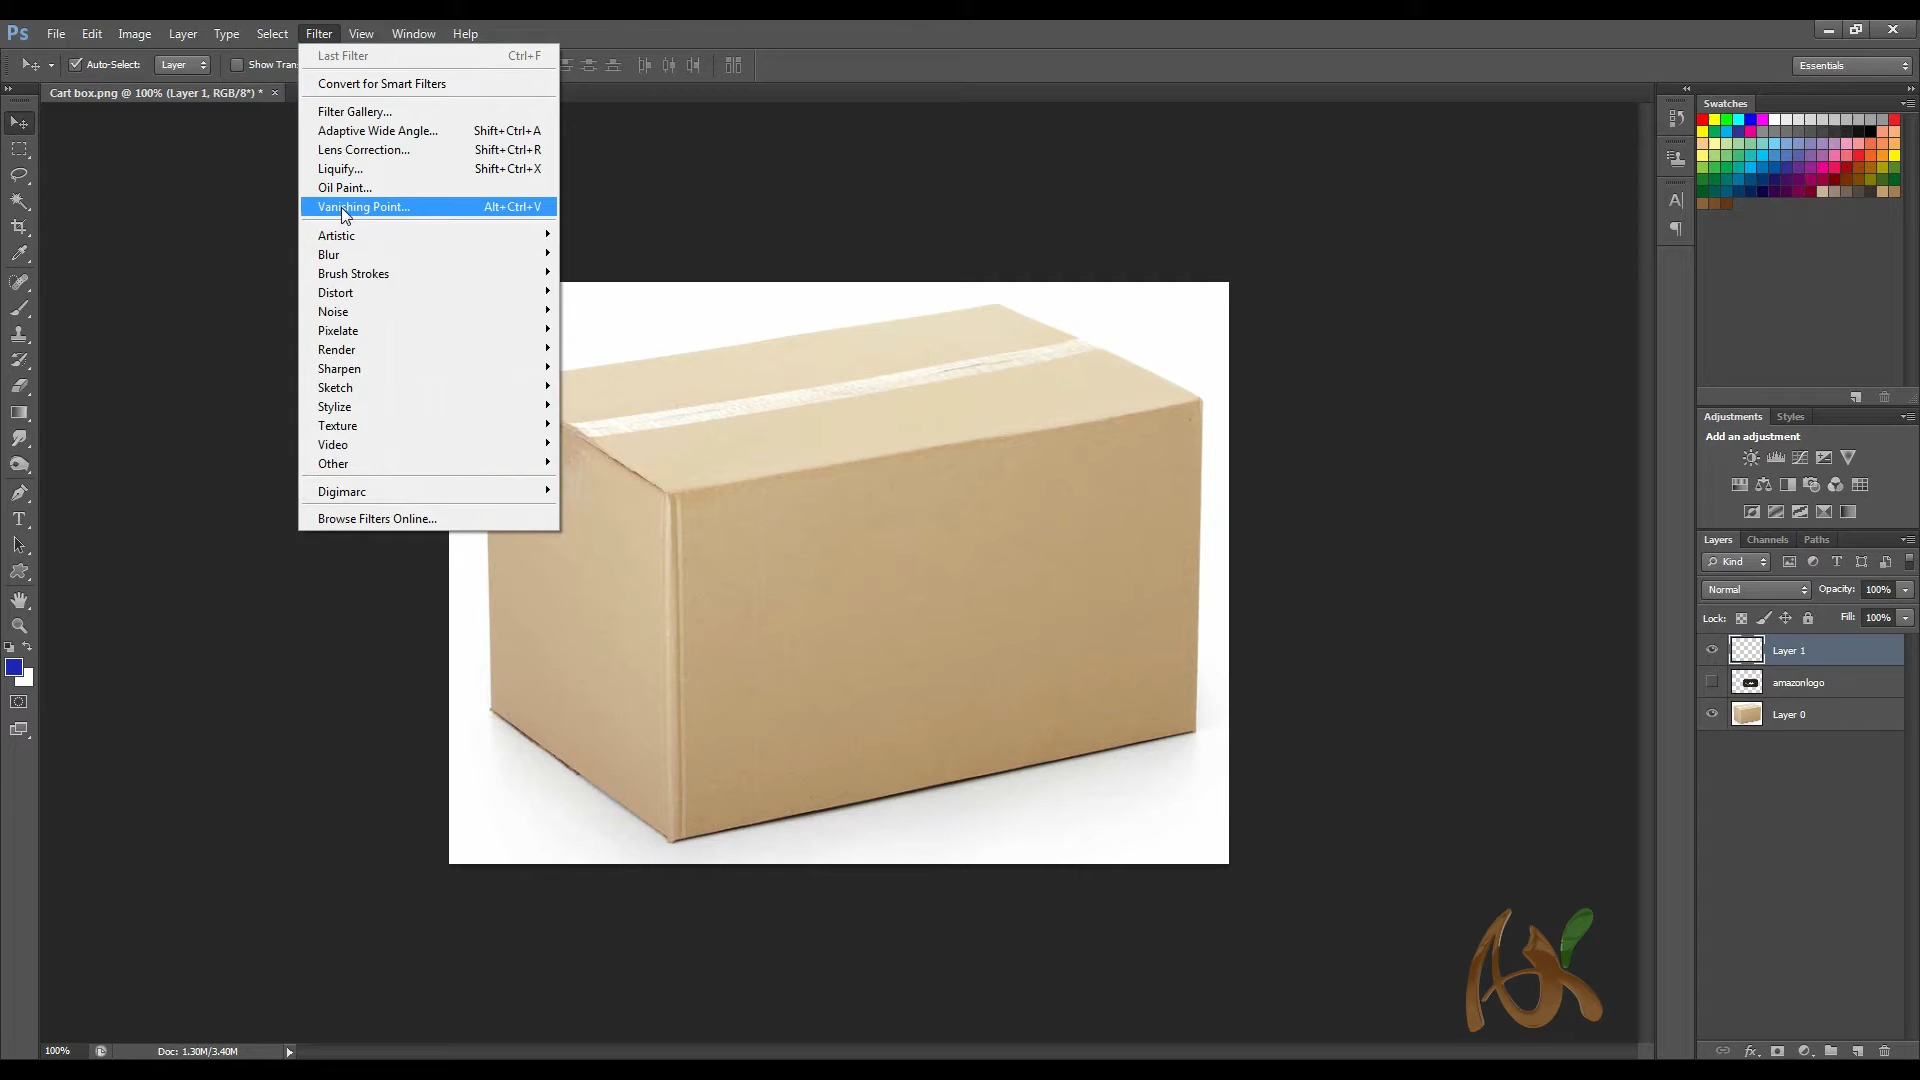 Ps File Edit Image Layer Type Select Filter View Window Help
Auto-Select: Layer Show Tran
Essentials
Cart box.png @ 100% (Layer 1, RGB/8*) * ×
Last Filter Ctrl+F
Convert for Smart Filters
Filter Gallery...
Adaptive Wide Angle... Shift+Ctrl+A
Lens Correction... Shift+Ctrl+R
Liquify... Shift+Ctrl+X
Oil Paint...
Vanishing Point... Alt+Ctrl+V
Artistic
Blur
Brush Strokes
Distort
Noise
Pixelate
Render
Sharpen
Sketch
Stylize
Texture
Video
Other
Digimarc
Browse Filters Online...
Swatches
Adjustments Styles
Add an adjustment
Layers Channels Paths
Kind
Normal Opacity: 100%
Lock: Fill: 100%
Layer 1
amazonlogo
Layer 0
fx
100% Doc: 1.30M/3.40M